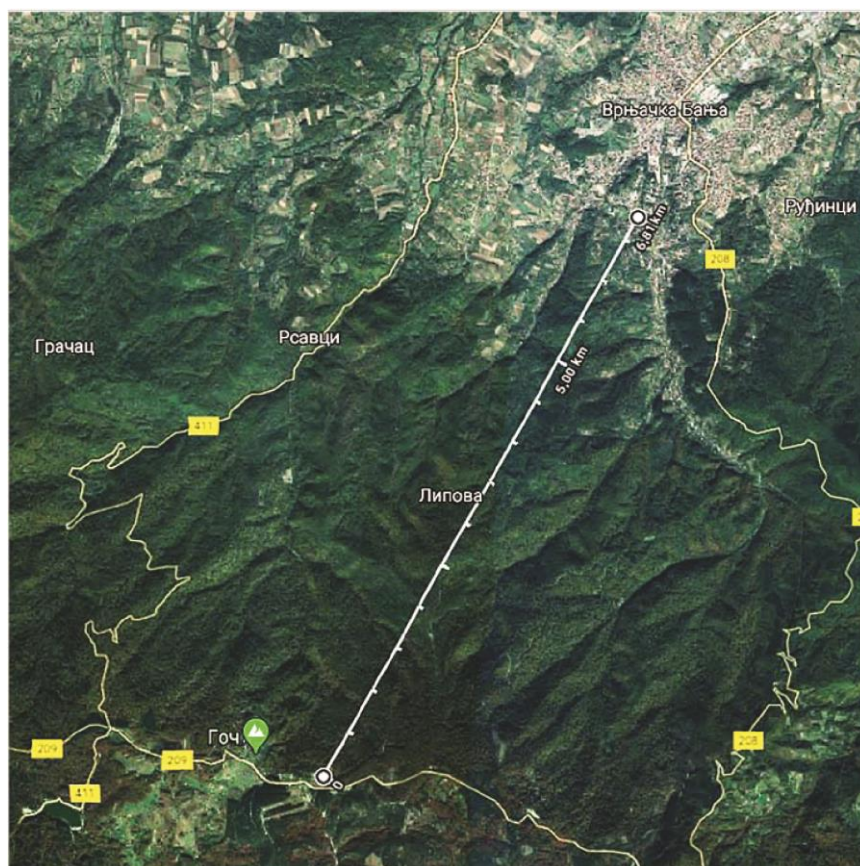 Врњачка Бања
Руђинци
6,81 km
208
Грачац
Рсавци
5,00 km
411
Липова
Гоч
209
209
208
0
411